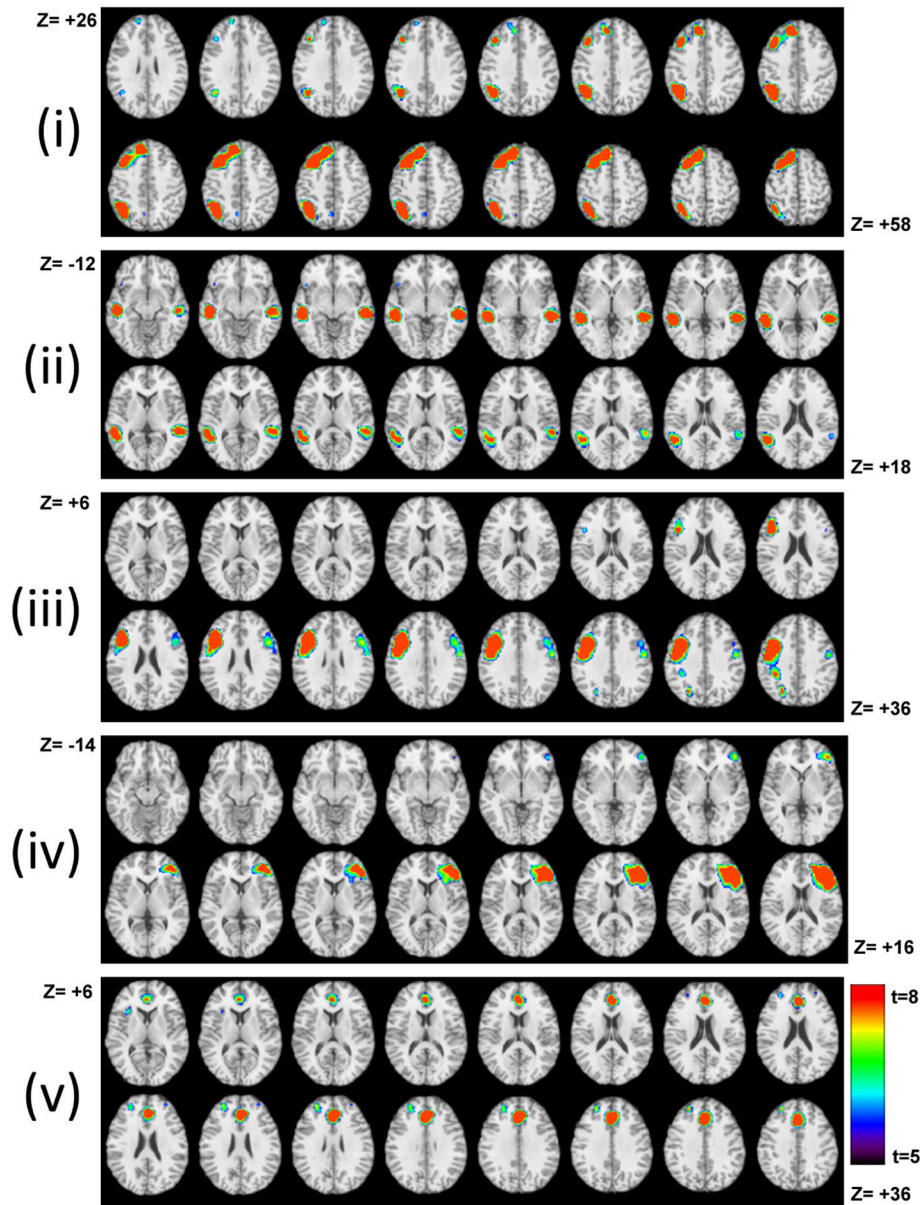 Z= +26
(i)
Z= +58
Z= -12
(ii)
Z= +18
Z= +6
(iii)
Z= +36
Z= -14
(iv)
Z= +16
Z= +6
t=8
(v)
t=5
Z= +36